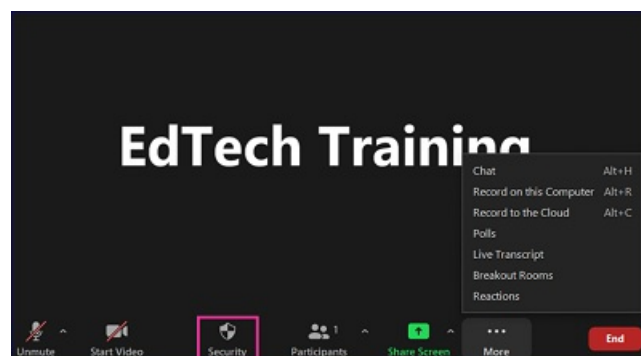 EdTech Training
Chat Alt+H
Record on this Computer Alt+R
Record to the Cloud Alt+C
Polls
Live Transcript
Breakout Rooms
Reactions
1
Unmute Start Video Security Participants Share Screen More End